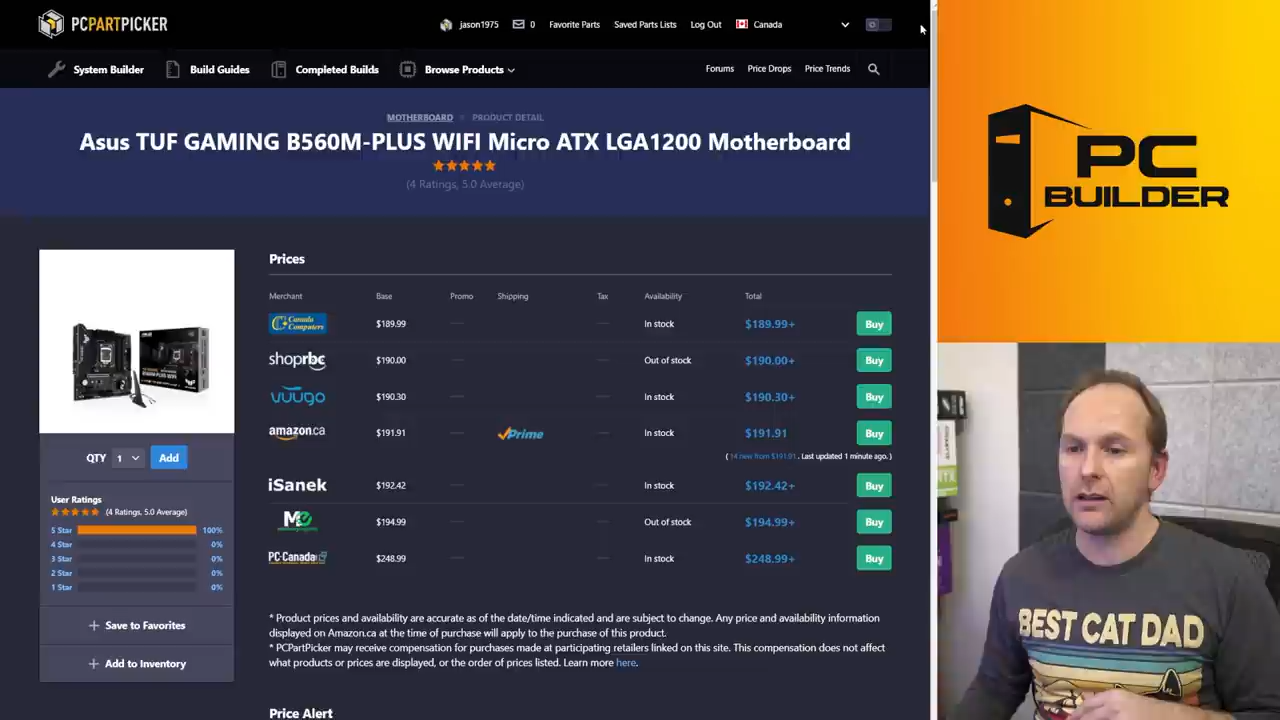 PCPARTPICKER
jason1975 0 Favorite Parts Saved Parts Lists Log Out Canada
System Builder Build Guides Completed Builds Browse Products Forums Price Drops Price Trends
MOTHERBOARD PRODUCT DETAIL
Asus TUF GAMING B560M-PLUS WIFI Micro ATX LGA1200 Motherboard
(4 Ratings, 5.0 Average)
Prices
Merchant Base Promo Shipping Tax Availability Total
Canada Computers $189.99 — — In stock $189.99+ Buy
shoprbc $190.00 — — Out of stock $190.00+ Buy
vuugo $190.30 — — In stock $190.30+ Buy
amazon.ca $191.91 — Prime — In stock $191.91 Buy
( 14 new from $191.91 . Last updated 1 minute ago. )
iSanek $192.42 — — In stock $192.42+ Buy
ME $194.99 — — Out of stock $194.99+ Buy
PC-Canada $248.99 — — In stock $248.99+ Buy
QTY 1 Add
User Ratings
(4 Ratings, 5.0 Average)
5 Star 100%
4 Star 0%
3 Star 0%
2 Star 0%
1 Star 0%
+ Save to Favorites
+ Add to Inventory
* Product prices and availability are accurate as of the date/time indicated and are subject to change. Any price and availability information
displayed on Amazon.ca at the time of purchase will apply to the purchase of this product.
* PCPartPicker may receive compensation for purchases made at participating retailers linked on this site. This compensation does not affect
what products or prices are displayed, or the order of prices listed. Learn more here.
Price Alert
PC
BUILDER
BEST CAT DAD